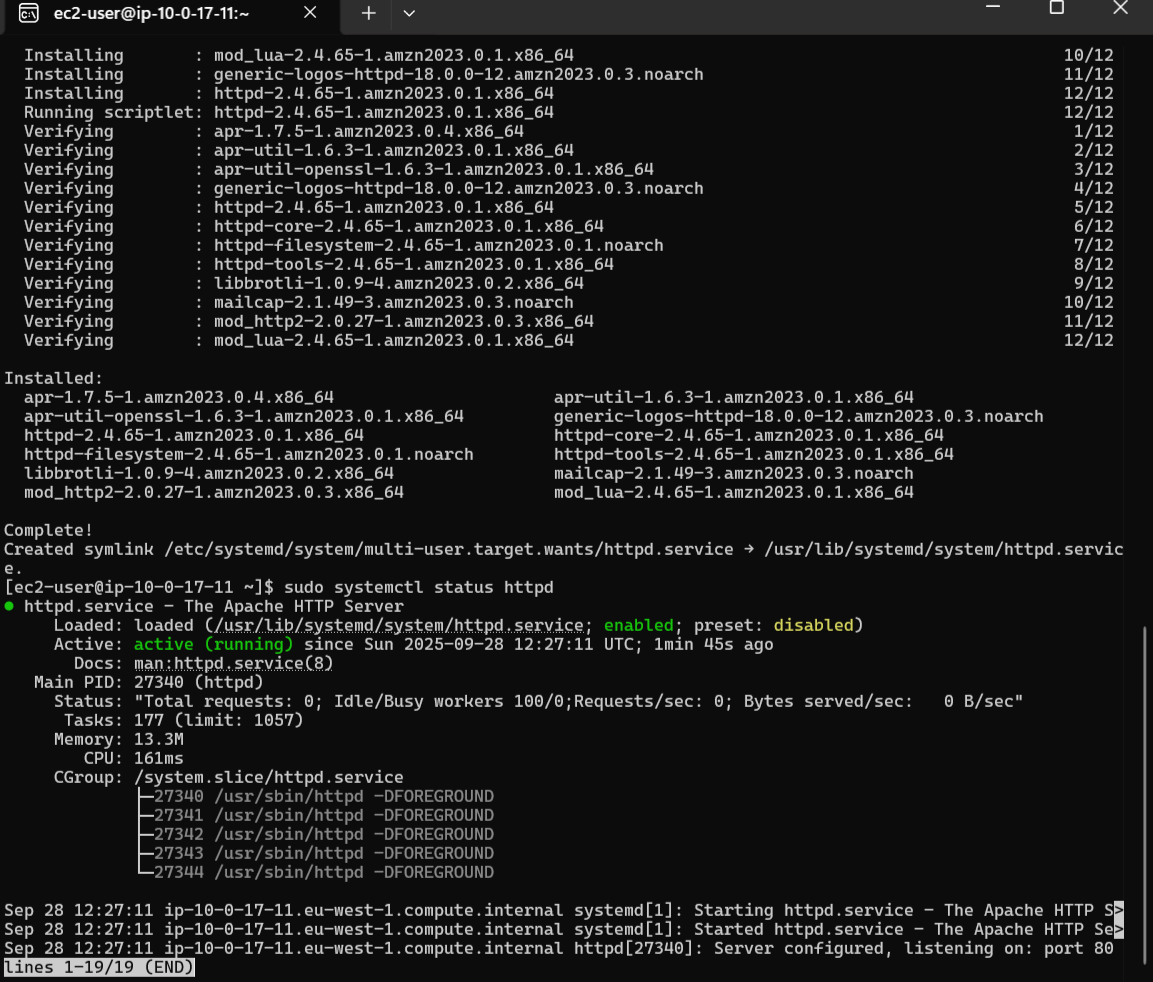 ec2-user@ip-10-0-17-11:~
Installing : mod_lua-2.4.65-1.amzn2023.0.1.x86_64 10/12
Installing : generic-logos-httpd-18.0.0-12.amzn2023.0.3.noarch 11/12
Installing : httpd-2.4.65-1.amzn2023.0.1.x86_64 12/12
Running scriptlet: httpd-2.4.65-1.amzn2023.0.1.x86_64 12/12
Verifying : apr-1.7.5-1.amzn2023.0.4.x86_64 1/12
Verifying : apr-util-1.6.3-1.amzn2023.0.1.x86_64 2/12
Verifying : apr-util-openssl-1.6.3-1.amzn2023.0.1.x86_64 3/12
Verifying : generic-logos-httpd-18.0.0-12.amzn2023.0.3.noarch 4/12
Verifying : httpd-2.4.65-1.amzn2023.0.1.x86_64 5/12
Verifying : httpd-core-2.4.65-1.amzn2023.0.1.x86_64 6/12
Verifying : httpd-filesystem-2.4.65-1.amzn2023.0.1.noarch 7/12
Verifying : httpd-tools-2.4.65-1.amzn2023.0.1.x86_64 8/12
Verifying : libbrotli-1.0.9-4.amzn2023.0.2.x86_64 9/12
Verifying : mailcap-2.1.49-3.amzn2023.0.3.noarch 10/12
Verifying : mod_http2-2.0.27-1.amzn2023.0.3.x86_64 11/12
Verifying : mod_lua-2.4.65-1.amzn2023.0.1.x86_64 12/12
Installed:
apr-1.7.5-1.amzn2023.0.4.x86_64 apr-util-1.6.3-1.amzn2023.0.1.x86_64
apr-util-openssl-1.6.3-1.amzn2023.0.1.x86_64 generic-logos-httpd-18.0.0-12.amzn2023.0.3.noarch
httpd-2.4.65-1.amzn2023.0.1.x86_64 httpd-core-2.4.65-1.amzn2023.0.1.x86_64
httpd-filesystem-2.4.65-1.amzn2023.0.1.noarch httpd-tools-2.4.65-1.amzn2023.0.1.x86_64
libbrotli-1.0.9-4.amzn2023.0.2.x86_64 mailcap-2.1.49-3.amzn2023.0.3.noarch
mod_http2-2.0.27-1.amzn2023.0.3.x86_64 mod_lua-2.4.65-1.amzn2023.0.1.x86_64
Complete!
Created symlink /etc/systemd/system/multi-user.target.wants/httpd.service → /usr/lib/systemd/system/httpd.servic
e.
[ec2-user@ip-10-0-17-11 ~]$ sudo systemctl status httpd
● httpd.service - The Apache HTTP Server
Loaded: loaded (/usr/lib/systemd/system/httpd.service; enabled; preset: disabled)
Active: active (running) since Sun 2025-09-28 12:27:11 UTC; 1min 45s ago
Docs: man:httpd.service(8)
Main PID: 27340 (httpd)
Status: "Total requests: 0; Idle/Busy workers 100/0;Requests/sec: 0; Bytes served/sec:   0 B/sec"
Tasks: 177 (limit: 1057)
Memory: 13.3M
CPU: 161ms
CGroup: /system.slice/httpd.service
├─27340 /usr/sbin/httpd -DFOREGROUND
├─27341 /usr/sbin/httpd -DFOREGROUND
├─27342 /usr/sbin/httpd -DFOREGROUND
├─27343 /usr/sbin/httpd -DFOREGROUND
└─27344 /usr/sbin/httpd -DFOREGROUND
Sep 28 12:27:11 ip-10-0-17-11.eu-west-1.compute.internal systemd[1]: Starting httpd.service - The Apache HTTP S>
Sep 28 12:27:11 ip-10-0-17-11.eu-west-1.compute.internal systemd[1]: Started httpd.service - The Apache HTTP Se>
Sep 28 12:27:11 ip-10-0-17-11.eu-west-1.compute.internal httpd[27340]: Server configured, listening on: port 80
lines 1-19/19 (END)